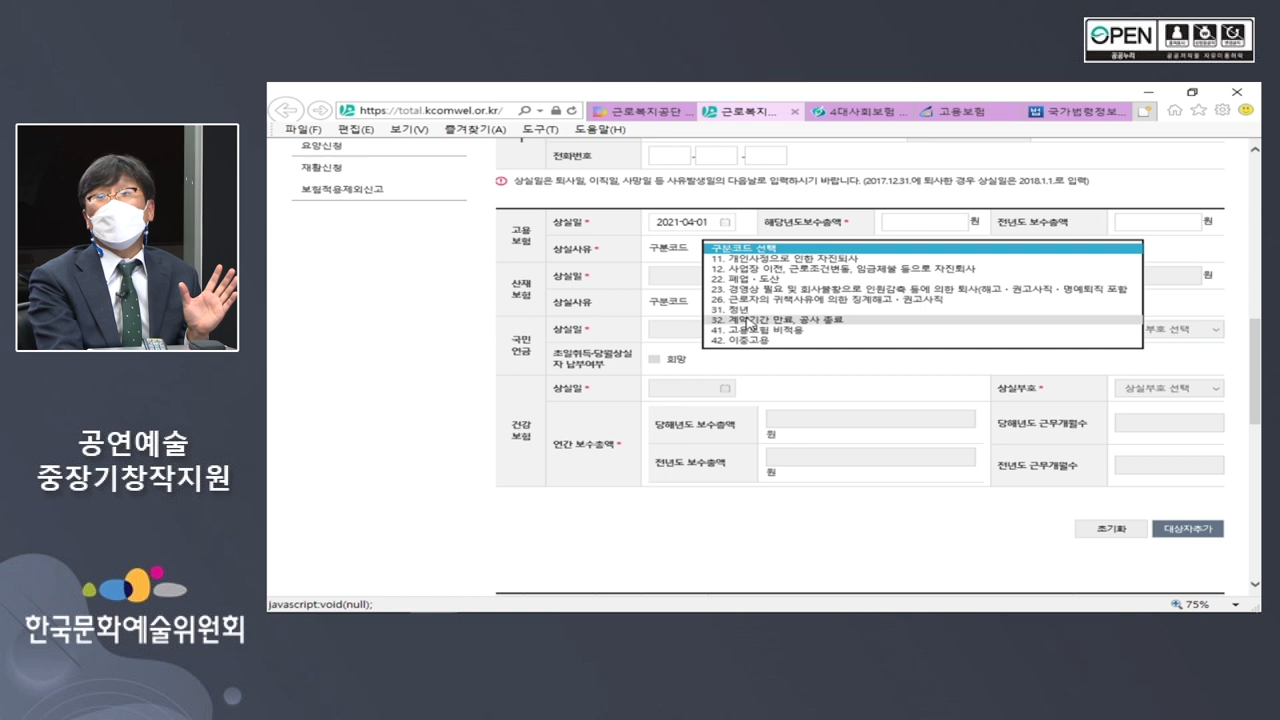 OPEN
공공누리
공공저작물 자유이용허락
https://total.kcomwel.or.kr/
근로복지공단 ...
근로복지...
4대사회보험 ...
고용보험
국가법령정보...
파일(F)
편집(E)
보기(V)
즐겨찾기(A)
도구(T)
도움말(H)
요양신청
재활신청
보험적용제외신고
전화번호
- -
상실일은 퇴사일, 이직일, 사망일 등 사유발생일의 다음날로 입력하시기 바랍니다. (2017.12.31.에 퇴사한 경우 상실일은 2018.1.1.로 입력)
고용
보험
상실일 *
2021-04-01
해당년도보수총액 *
원
전년도 보수총액
원
상실사유 *
구분코드
구분코드 선택
11. 개인사정으로 인한 자진퇴사
12. 사업장 이전, 근로조건변동, 임금체불 등으로 자진퇴사
22. 폐업·도산
23. 경영상 필요 및 회사불황으로 인원감축 등에 의한 퇴사(해고·권고사직·명예퇴직 포함
26. 근로자의 귀책사유에 의한 징계해고·권고사직
31. 정년
32. 계약기간 만료, 공사 종료
41. 고용보험 비적용
42. 이중고용
산재
보험
상실일 *
원
상실사유
구분코드
국민
연금
상실일 *
부호 선택
초일취득·당월상실
자 납부여부
희망
건강
보험
상실일 *
상실부호 *
상실부호 선택
연간 보수총액 *
당해년도 보수총액
원
당해년도 근무개월수
전년도 보수총액
원
전년도 근무개월수
초기화
대상자추가
javascript:void(null);
75%
공연예술
중장기창작지원
한국문화예술위원회